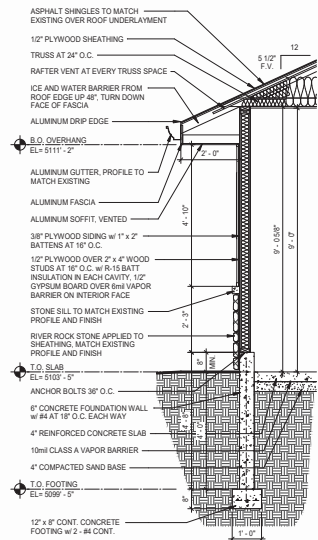 ASPHALT SHINGLES TO MATCH
EXISTING OVER ROOF UNDERLAYMENT
1/2" PLYWOOD SHEATHING
TRUSS AT 24" O.C.
RAFTER VENT AT EVERY TRUSS SPACE
ICE AND WATER BARRIER FROM
ROOF EDGE UP 48", TURN DOWN
FACE OF FASCIA
ALUMINUM DRIP EDGE
B.O. OVERHANG
EL= 5111' - 2"
ALUMINUM GUTTER, PROFILE TO
MATCH EXISTING
ALUMINUM FASCIA
ALUMINUM SOFFIT, VENTED
3/8" PLYWOOD SIDING w/ 1" x 2"
BATTENS AT 16" O.C.
1/2" PLYWOOD OVER 2" x 4" WOOD
STUDS AT 16" O.C. w/ R-15 BATT
INSULATION IN EACH CAVITY, 1/2"
GYPSUM BOARD OVER 6mil VAPOR
BARRIER ON INTERIOR FACE
STONE SILL TO MATCH EXISTING
PROFILE AND FINISH
RIVER ROCK STONE APPLIED TO
SHEATHING, MATCH EXISTING
PROFILE AND FINISH
T.O. SLAB
EL= 5103' - 5"
ANCHOR BOLTS 36" O.C.
6" CONCRETE FOUNDATION WALL
w/ #4 AT 18" O.C. EACH WAY
4" REINFORCED CONCRETE SLAB
10mil CLASS A VAPOR BARRIER
4" COMPACTED SAND BASE
T.O. FOOTING
EL= 5099' - 5"
12" x 8" CONT. CONCRETE
FOOTING w/ 2 - #4 CONT.
12
5 1/2"
F.V.
2' - 0"
4' - 10"
9' - 0 5/8"
9' - 0"
2' - 3"
8"
MIN.
4' - 8"
4' - 0"
8"
1' - 0"